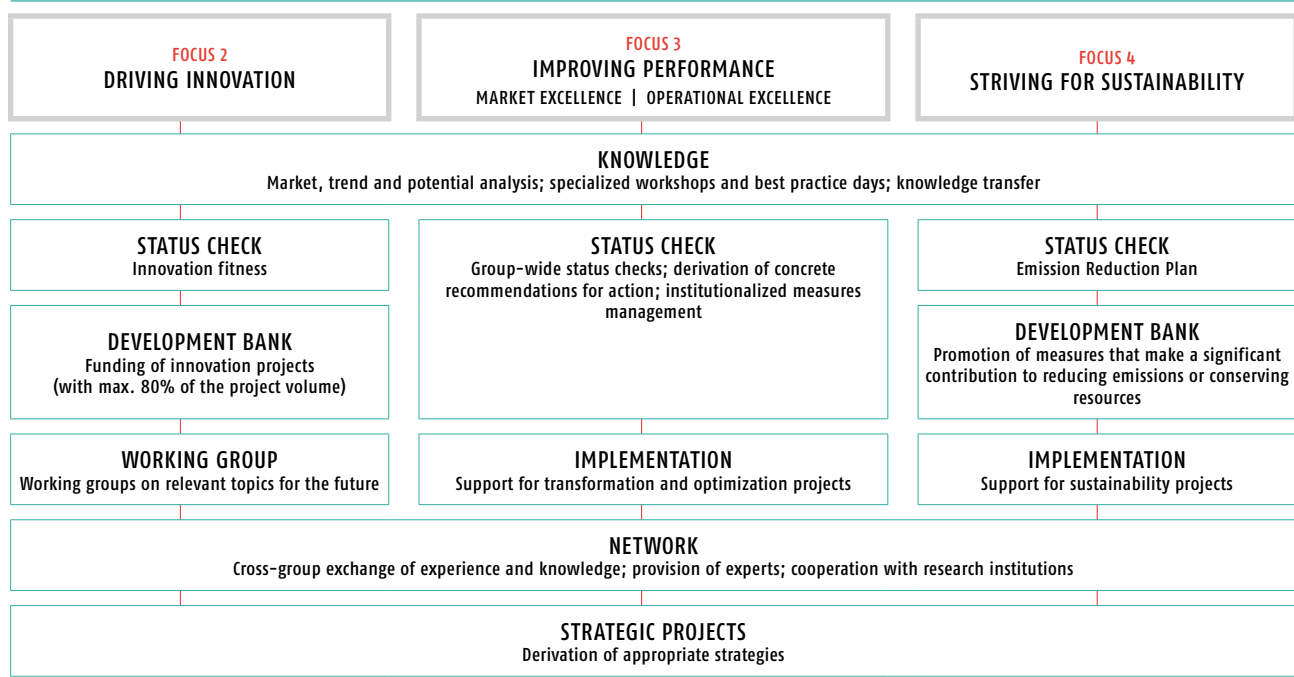 FOCUS 2
DRIVING INNOVATION
FOCUS 3
IMPROVING PERFORMANCE
MARKET EXCELLENCE | OPERATIONAL EXCELLENCE
FOCUS 4
STRIVING FOR SUSTAINABILITY
KNOWLEDGE
Market, trend and potential analysis; specialized workshops and best practice days; knowledge transfer
STATUS CHECK
Innovation fitness
STATUS CHECK
Group-wide status checks; derivation of concrete
recommendations for action; institutionalized measures
management
STATUS CHECK
Emission Reduction Plan
DEVELOPMENT BANK
Funding of innovation projects
(with max. 80% of the project volume)
DEVELOPMENT BANK
Promotion of measures that make a significant
contribution to reducing emissions or conserving
resources
WORKING GROUP
Working groups on relevant topics for the future
IMPLEMENTATION
Support for transformation and optimization projects
IMPLEMENTATION
Support for sustainability projects
NETWORK
Cross-group exchange of experience and knowledge; provision of experts; cooperation with research institutions
STRATEGIC PROJECTS
Derivation of appropriate strategies